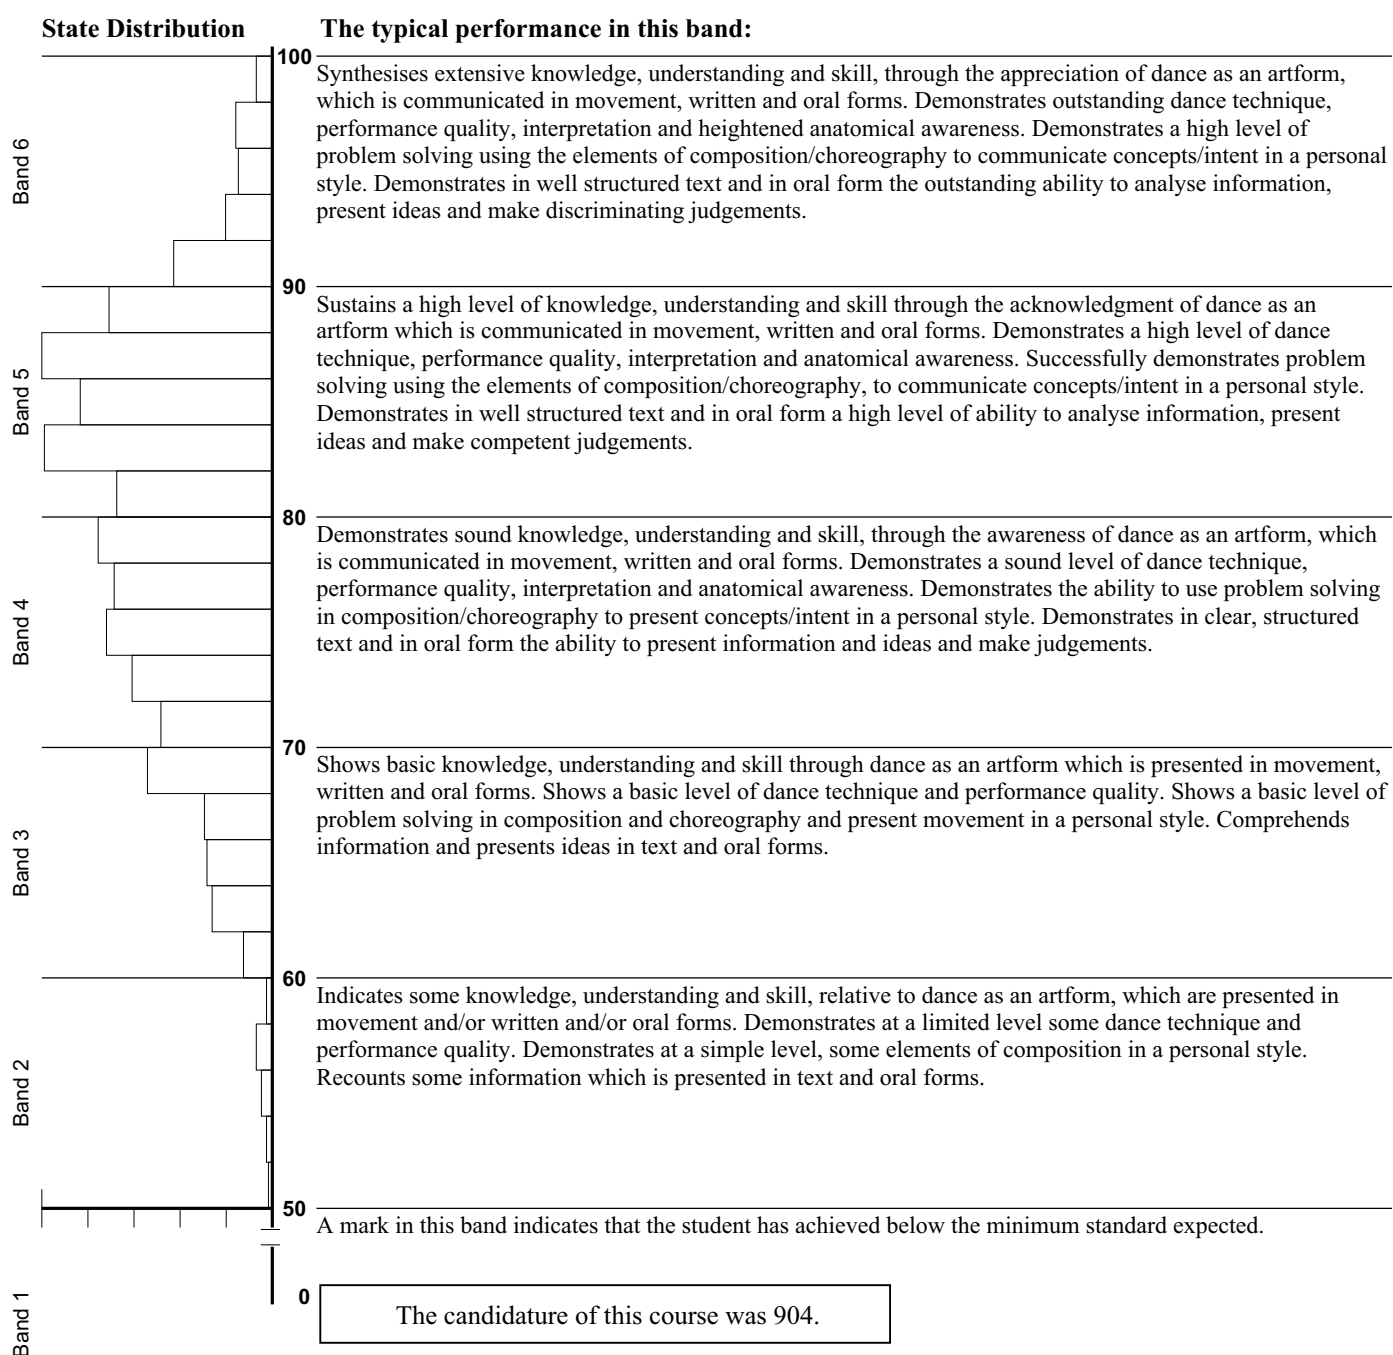 State Distribution
The typical performance in this band:
100
Band 6
Synthesises extensive knowledge, understanding and skill, through the appreciation of dance as an artform,
which is communicated in movement, written and oral forms. Demonstrates outstanding dance technique,
performance quality, interpretation and heightened anatomical awareness. Demonstrates a high level of
problem solving using the elements of composition/choreography to communicate concepts/intent in a personal
style. Demonstrates in well structured text and in oral form the outstanding ability to analyse information,
present ideas and make discriminating judgements.
90
Band 5
Sustains a high level of knowledge, understanding and skill through the acknowledgment of dance as an
artform which is communicated in movement, written and oral forms. Demonstrates a high level of dance
technique, performance quality, interpretation and anatomical awareness. Successfully demonstrates problem
solving using the elements of composition/choreography, to communicate concepts/intent in a personal style.
Demonstrates in well structured text and in oral form a high level of ability to analyse information, present
ideas and make competent judgements.
80
Band 4
Demonstrates sound knowledge, understanding and skill, through the awareness of dance as an artform, which
is communicated in movement, written and oral forms. Demonstrates a sound level of dance technique,
performance quality, interpretation and anatomical awareness. Demonstrates the ability to use problem solving
in composition/choreography to present concepts/intent in a personal style. Demonstrates in clear, structured
text and in oral form the ability to present information and ideas and make judgements.
70
Band 3
Shows basic knowledge, understanding and skill through dance as an artform which is presented in movement,
written and oral forms. Shows a basic level of dance technique and performance quality. Shows a basic level of
problem solving in composition and choreography and present movement in a personal style. Comprehends
information and presents ideas in text and oral forms.
60
Band 2
Indicates some knowledge, understanding and skill, relative to dance as an artform, which are presented in
movement and/or written and/or oral forms. Demonstrates at a limited level some dance technique and
performance quality. Demonstrates at a simple level, some elements of composition in a personal style.
Recounts some information which is presented in text and oral forms.
50
A mark in this band indicates that the student has achieved below the minimum standard expected.
Band 1
0
The candidature of this course was 904.